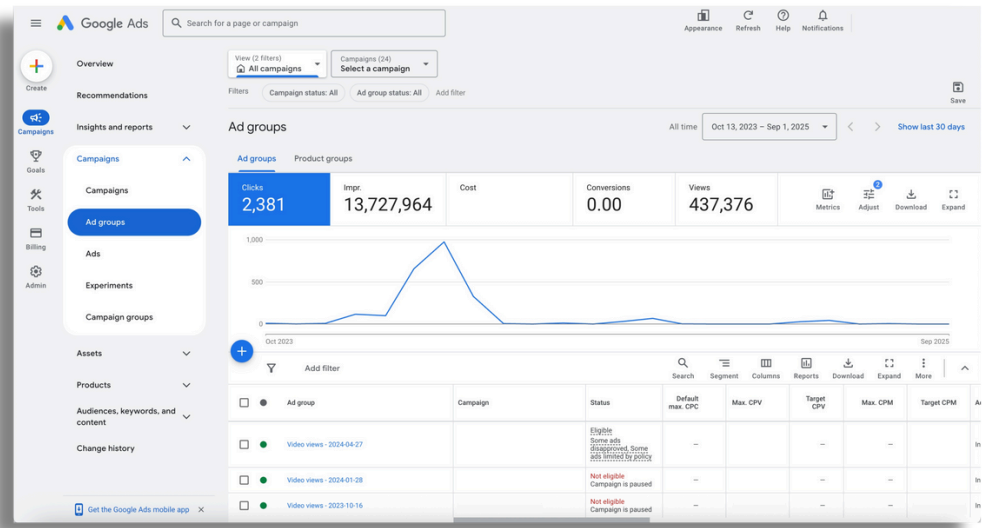 Google Ads
Search for a page or campaign
Appearance
Refresh
Help
Notifications
Create
Campaigns
Goals
Tools
Billing
Admin
Overview
Recommendations
Insights and reports
Campaigns
Campaigns
Ad groups
Ads
Experiments
Campaign groups
Assets
Products
Audiences, keywords, and
content
Change history
Get the Google Ads mobile app
View (2 filters)
All campaigns
Campaigns (24)
Select a campaign
Filters
Campaign status: All
Ad group status: All
Add filter
Save
Ad groups
All time
Oct 13, 2023 – Sep 1, 2025
Show last 30 days
Ad groups
Product groups
Clicks
2,381
Impr.
13,727,964
Cost
Conversions
0.00
Views
437,376
Metrics
2
Adjust
Download
Expand
1,000
500
0
Oct 2023
Sep 2025
Add filter
Search
Segment
Columns
Reports
Download
Expand
More
Ad group
Campaign
Status
Default
max. CPC
Max. CPV
Target
CPV
Max. CPM
Target CPM
Video views - 2024-04-27
Eligible
Some ads
disapproved, Some
ads limited by policy
– – – –
Video views - 2024-01-28
Not eligible
Campaign is paused
– – – –
Video views - 2023-10-16
Not eligible
Campaign is paused
– – – –